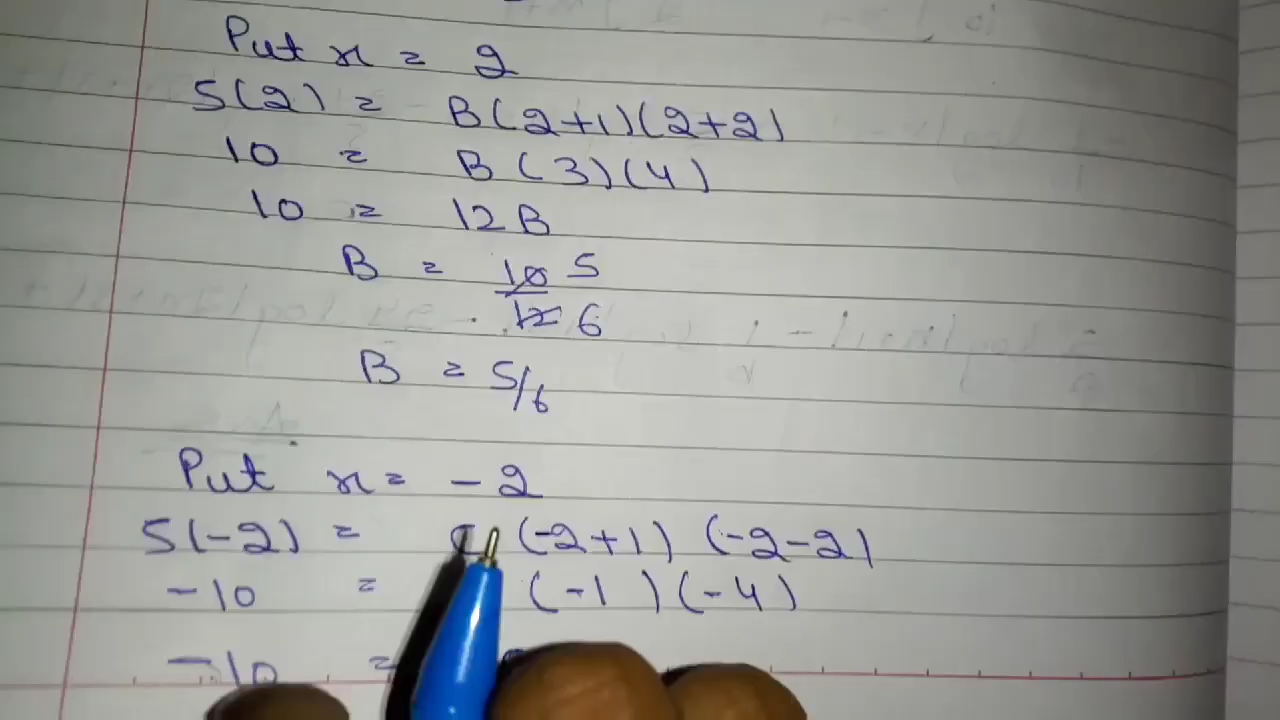 Put x = 2
5(2) = B(2+1)(2+2)
10 = B(3)(4)
10 = 12B
B = 10 5
12 6
B = 5/6
Put x = -2
5(-2) = (-2+1) (-2-2)
-10 = (-1)(-4)
-10 =